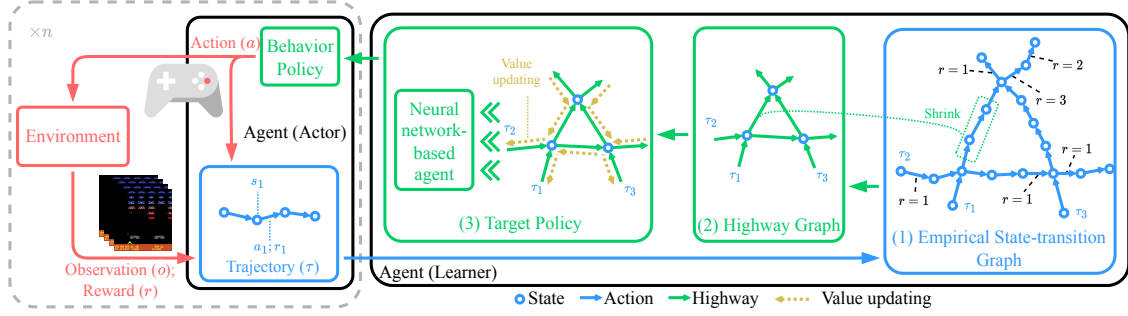 ×n
Action (a)
Behavior
Policy
Environment
Agent (Actor)
s₁
a₁; r₁
Trajectory (τ)
Observation (o);
Reward (r)
Value
updating
Neural
network-
based
agent
τ₂
τ₁
τ₃
(3) Target Policy
τ₂
τ₁
τ₃
(2) Highway Graph
Shrink
r = 1
r = 2
r = 3
τ₂
r = 1
r = 1
r = 1
τ₁
τ₃
(1) Empirical State-transition
Graph
Agent (Learner)
State
Action
Highway
Value updating